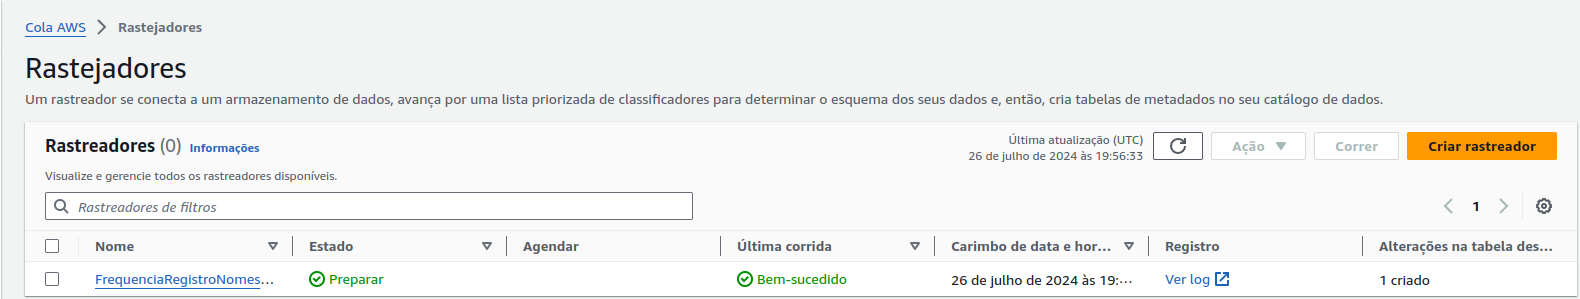 Cola AWS > Rastejadores
Rastejadores
Um rastreador se conecta a um armazenamento de dados, avança por uma lista priorizada de classificadores para determinar o esquema dos seus dados e, então, cria tabelas de metadados no seu catálogo de dados.
Rastreadores (0) Informações
Última atualização (UTC)
26 de julho de 2024 às 19:56:33
Ação
Correr
Criar rastreador
Visualize e gerencie todos os rastreadores disponíveis.
Rastreadores de filtros
1
Nome Estado Agendar Última corrida Carimbo de data e hor... Registro Alterações na tabela des...
FrequenciaRegistroNomes... Preparar Bem-sucedido 26 de julho de 2024 às 19:... Ver log 1 criado